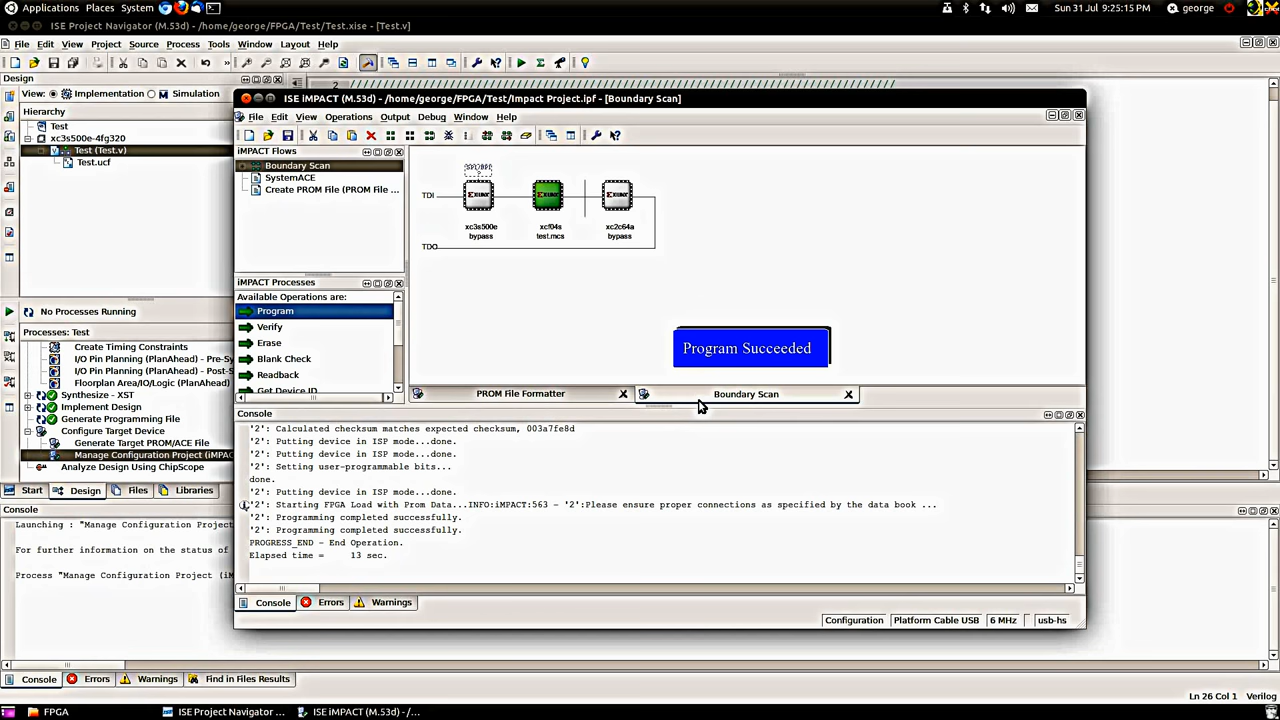 Applications Places System
Sun 31 Jul 9:25:15 PM george
ISE Project Navigator (M.53d) - /home/george/FPGA/Test/Test.xise - [Test.v]
File Edit View Project Source Process Tools Window Layout Help
Design
View: Implementation Simulation
Hierarchy
Test
xc3s500e-4fg320
Test (Test.v)
Test.ucf
No Processes Running
Processes: Test
Create Timing Constraints
I/O Pin Planning (PlanAhead) - Pre-Sy
I/O Pin Planning (PlanAhead) - Post-
Floorplan Area/IO/Logic (PlanAhead)
Synthesize - XST
Implement Design
Generate Programming File
Configure Target Device
Generate Target PROM/ACE File
Manage Configuration Project (iMPAC
Analyze Design Using ChipScope
Start Design Files Libraries
2 ////////////////////////////////////////////////////////////////////////////////
ISE iMPACT (M.53d) - /home/george/FPGA/Test/Impact Project.ipf - [Boundary Scan]
File Edit View Operations Output Debug Window Help
iMPACT Flows
Boundary Scan
SystemACE
Create PROM File (PROM File ...
iMPACT Processes
Available Operations are:
Program
Verify
Erase
Blank Check
Readback
Get Device ID
TDI
TDO
SPI/BPI
?
XILINX XILINX XILINX
xc3s500e xcf04s xc2c64a
bypass test.mcs bypass
Program Succeeded
PROM File Formatter Boundary Scan
Console
'2': Calculated checksum matches expected checksum, 003a7fe8d
'2': Putting device in ISP mode...done.
'2': Putting device in ISP mode...done.
'2': Setting user-programmable bits...
done.
'2': Putting device in ISP mode...done.
'2': Starting FPGA Load with Prom Data...INFO:iMPACT:563 - '2':Please ensure proper connections as specified by the data book ...
'2': Programming completed successfully.
'2': Programming completed successfully.
PROGRESS_END - End Operation.
Elapsed time = 13 sec.
Console Errors Warnings
Configuration Platform Cable USB 6 MHz usb-hs
Console
Launching : "Manage Configuration Project
For further information on the status of
Process "Manage Configuration Project (iM
Console Errors Warnings Find in Files Results
Ln 26 Col 1 Verilog
FPGA ISE Project Navigator ... ISE iMPACT (M.53d) - /...